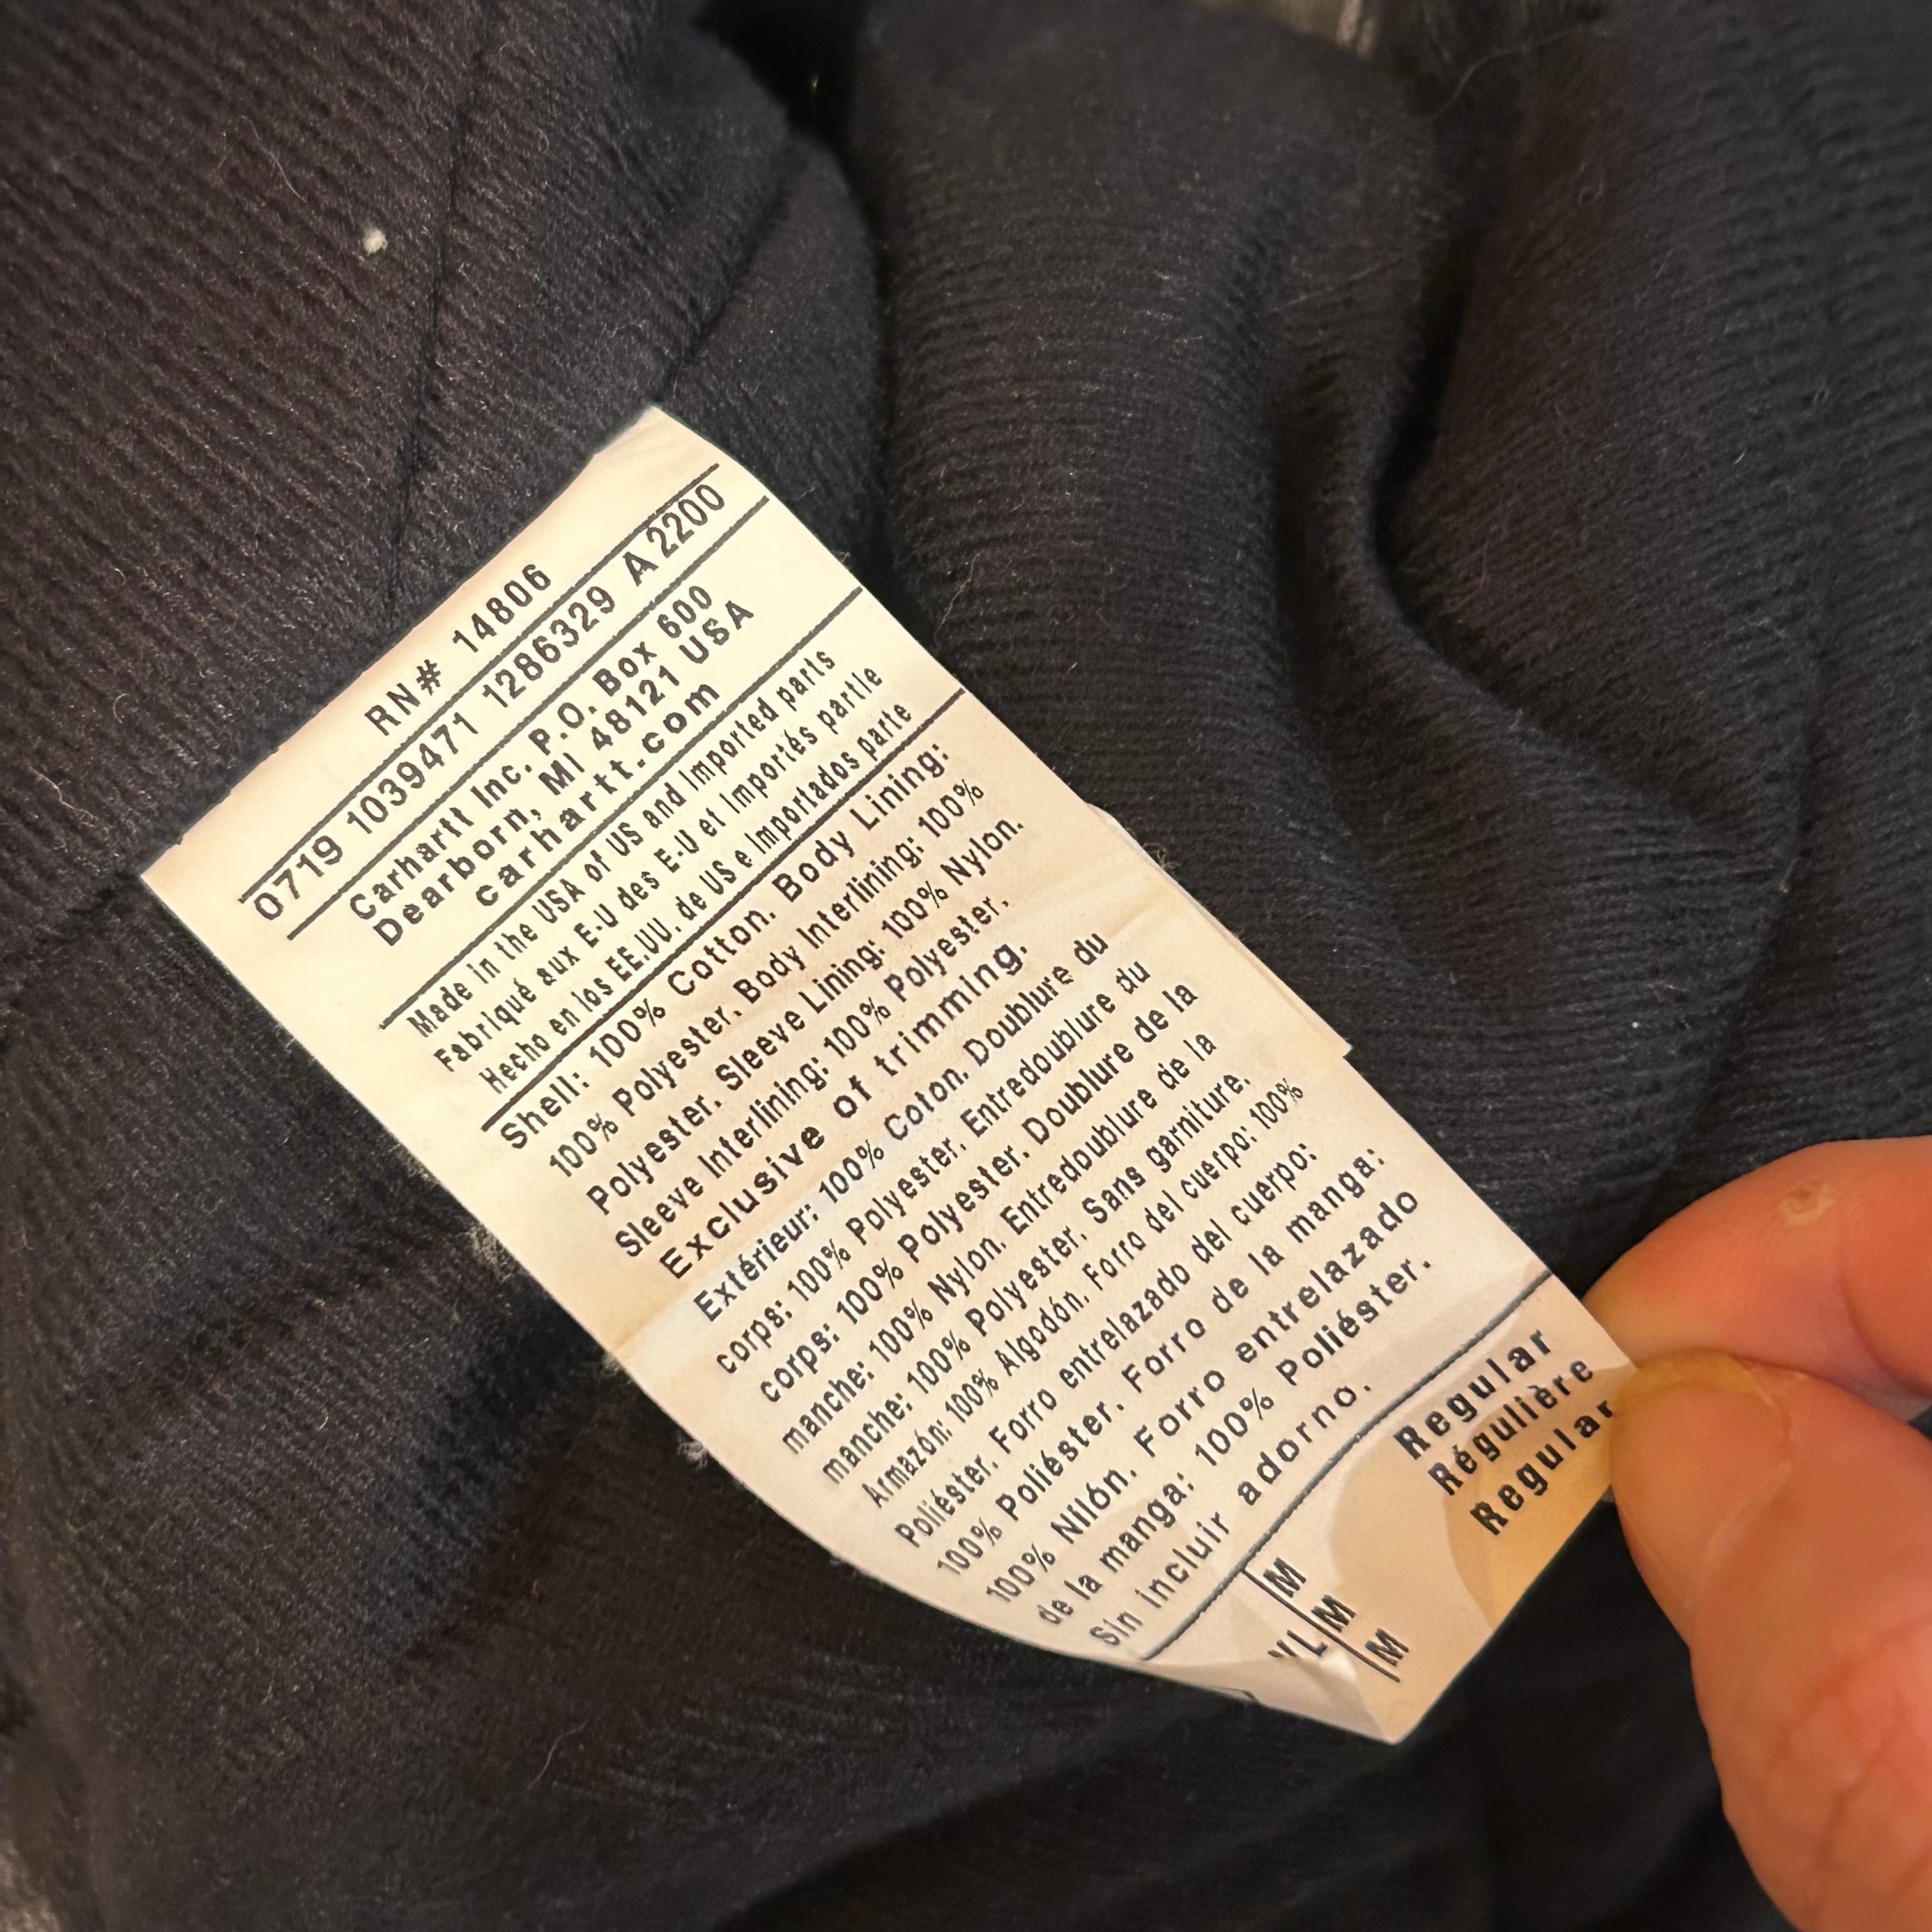 RN# 14806
0719 1039471 1286329 A2200
Carhartt Inc. P.O. Box 600
Dearborn, MI 48121 USA
carhartt.com
Made in the USA of US and Imported parts
Fabriqué aux E-U des E-U et Importés partie
Hecho en los EE.UU. de US e Importados parte
Shell: 100% Cotton. Body Lining:
100% Polyester. Body Interlining: 100%
Polyester. Sleeve Lining: 100% Nylon.
Sleeve Interlining: 100% Polyester.
Exclusive of trimming.
Extérieur: 100% Coton. Doublure du
corps: 100% Polyester. Entredoublure du
corps: 100% Polyester. Doublure de la
manche: 100% Nylon. Entredoublure de la
manche: 100% Polyester. Sans garniture.
Armazón: 100% Algodón. Forro del cuerpo: 100%
Poliéster. Forro entrelazado del cuerpo:
100% Poliéster. Forro de la manga:
100% Nilón. Forro entrelazado
de la manga: 100% Poliéster.
Sin incluir adorno.
M Regular
M Régulière
M Regular